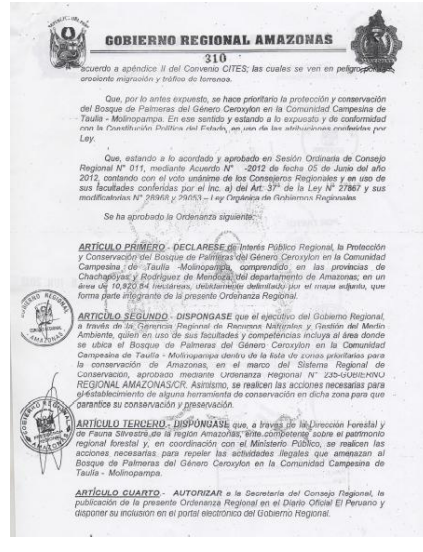 GOBIERNO REGIONAL AMAZONAS
310
acuerdo a apéndice II del Convenio CITES; las cuales se ven en peligro por la
creciente migración y tráfico de terrenos.
Que, por lo antes expuesto, se hace prioritario la protección y conservación
del Bosque de Palmeras del Género Ceroxylon en la Comunidad Campesina de
Taulia - Molinopampa. En ese sentido y estando a lo expuesto y de conformidad
con la Constitución Política del Estado, en uso de las atribuciones conferidas por
Ley.
Que, estando a lo acordado y aprobado en Sesión Ordinaria de Consejo
Regional N° 011, mediante Acuerdo N° -2012 de fecha 05 de Junio del año
2012, contando con el voto unánime de los Consejeros Regionales y en uso de
sus facultades conferidas por el inc. a) del Art. 37° de la Ley N° 27867 y sus
modificatorias N° 28968 y 29053 – Ley Orgánica de Gobiernos Regionales.
Se ha aprobado la Ordenanza siguiente:
ARTÍCULO PRIMERO.- DECLARESE de Interés Público Regional, la Protección
y Conservación del Bosque de Palmeras del Género Ceroxylon en la Comunidad
Campesina de Taulia -Molinopampa, comprendido en las provincias de
Chachapoyas y Rodríguez de Mendoza, del departamento de Amazonas; en un
área de 10,920.84 hectáreas, debidamente delimitado por el mapa adjunto, que
forma parte integrante de la presente Ordenanza Regional.
ARTÍCULO SEGUNDO.- DISPONGASE que el ejecutivo del Gobierno Regional,
a través de la Gerencia Regional de Recursos Naturales y Gestión del Medio
Ambiente, quien en uso de sus facultades y competencias incluya al área donde
se ubica el Bosque de Palmeras del Género Ceroxylon en la Comunidad
Campesina de Taulia - Molinopampa dentro de la lista de zonas prioritarias para
la conservación de Amazonas, en el marco del Sistema Regional de
Conservación, aprobado mediante Ordenanza Regional N° 235-GOBIERNO
REGIONAL AMAZONAS/CR. Asimismo, se realicen las acciones necesarias para
el establecimiento de alguna herramienta de conservación en dicha zona para que
garantice su conservación y preservación.
ARTÍCULO TERCERO.- DISPÓNGASE que, a través de la Dirección Forestal y
de Fauna Silvestre de la región Amazonas, ente competente sobre el patrimonio
regional forestal y, en coordinación con el Ministerio Público, se realicen las
acciones necesarias para repeler las actividades ilegales que amenazan al
Bosque de Palmeras del Género Ceroxylon en la Comunidad Campesina de
Taulia - Molinopampa.
ARTÍCULO CUARTO.- AUTORIZAR a la Secretaría del Consejo Regional, la
publicación de la presente Ordenanza Regional en el Diario Oficial El Peruano y
disponer su inclusión en el portal electrónico del Gobierno Regional.